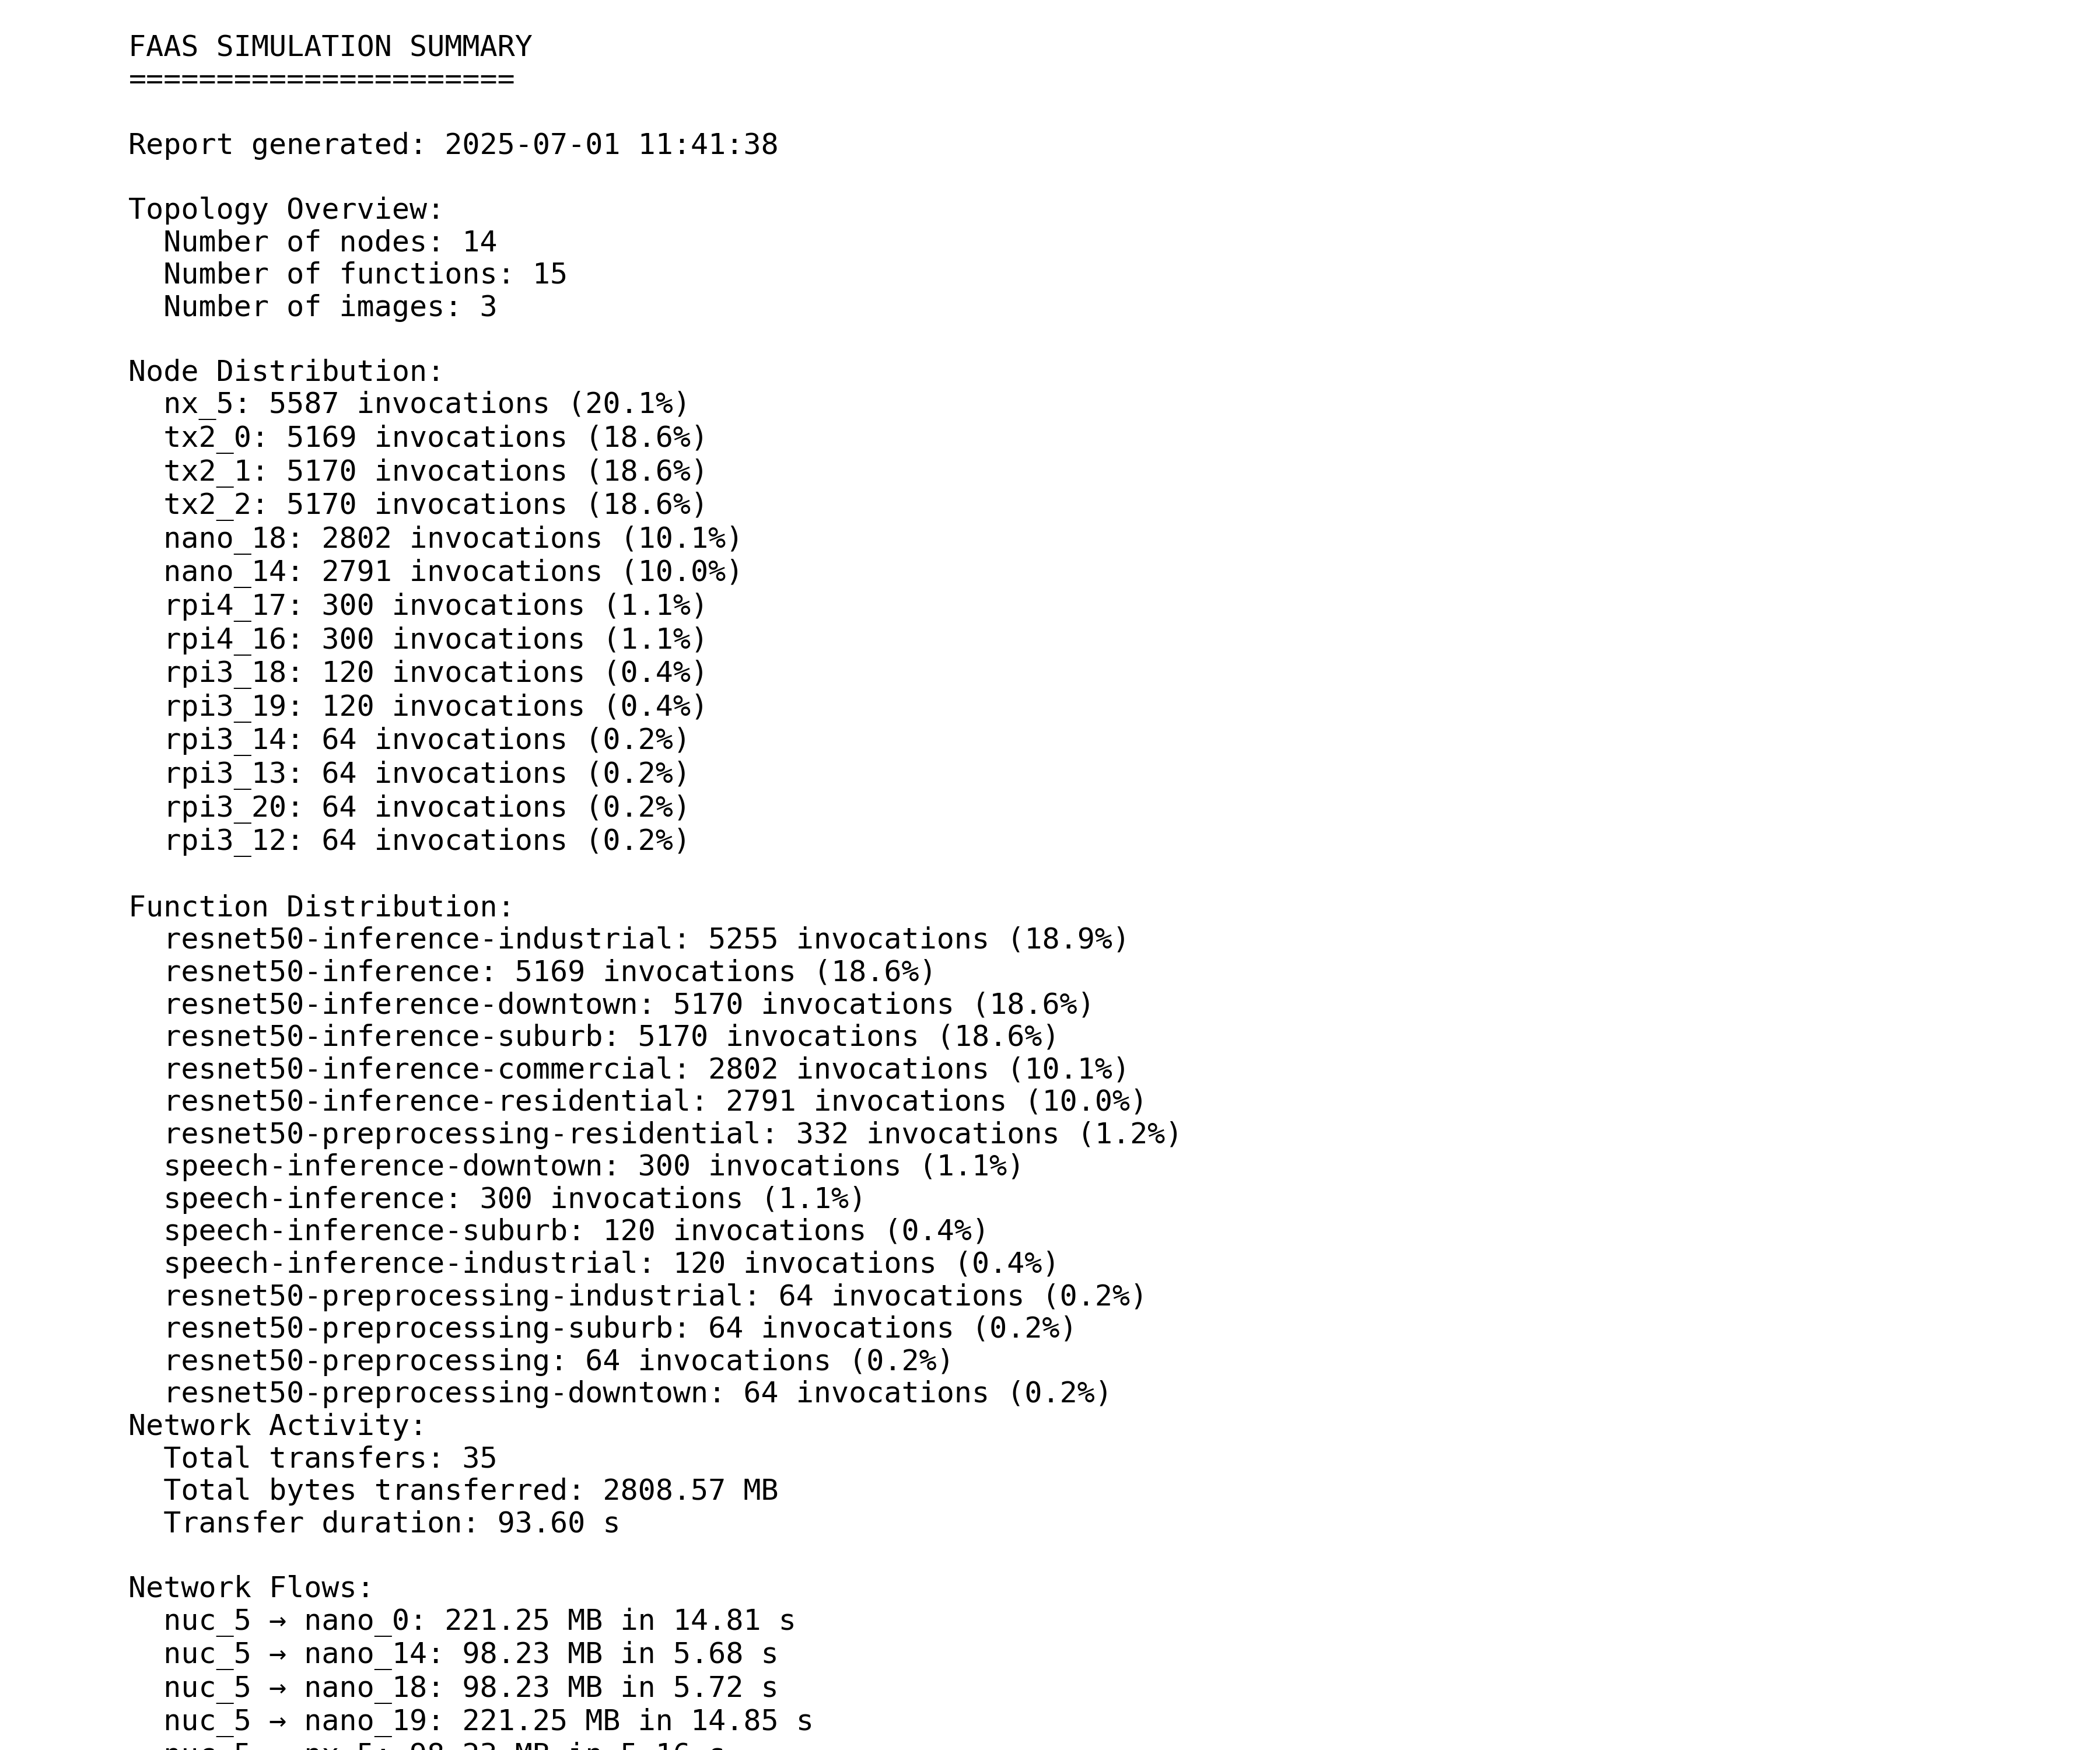 FAAS SIMULATION SUMMARY
======================
Report generated: 2025-07-01 11:41:38
Topology Overview:
Number of nodes: 14
Number of functions: 15
Number of images: 3
Node Distribution:
nx_5: 5587 invocations (20.1%)
tx2_0: 5169 invocations (18.6%)
tx2_1: 5170 invocations (18.6%)
tx2_2: 5170 invocations (18.6%)
nano_18: 2802 invocations (10.1%)
nano_14: 2791 invocations (10.0%)
rpi4_17: 300 invocations (1.1%)
rpi4_16: 300 invocations (1.1%)
rpi3_18: 120 invocations (0.4%)
rpi3_19: 120 invocations (0.4%)
rpi3_14: 64 invocations (0.2%)
rpi3_13: 64 invocations (0.2%)
rpi3_20: 64 invocations (0.2%)
rpi3_12: 64 invocations (0.2%)
Function Distribution:
resnet50-inference-industrial: 5255 invocations (18.9%)
resnet50-inference: 5169 invocations (18.6%)
resnet50-inference-downtown: 5170 invocations (18.6%)
resnet50-inference-suburb: 5170 invocations (18.6%)
resnet50-inference-commercial: 2802 invocations (10.1%)
resnet50-inference-residential: 2791 invocations (10.0%)
resnet50-preprocessing-residential: 332 invocations (1.2%)
speech-inference-downtown: 300 invocations (1.1%)
speech-inference: 300 invocations (1.1%)
speech-inference-suburb: 120 invocations (0.4%)
speech-inference-industrial: 120 invocations (0.4%)
resnet50-preprocessing-industrial: 64 invocations (0.2%)
resnet50-preprocessing-suburb: 64 invocations (0.2%)
resnet50-preprocessing: 64 invocations (0.2%)
resnet50-preprocessing-downtown: 64 invocations (0.2%)
Network Activity:
Total transfers: 35
Total bytes transferred: 2808.57 MB
Transfer duration: 93.60 s
Network Flows:
nuc_5 → nano_0: 221.25 MB in 14.81 s
nuc_5 → nano_14: 98.23 MB in 5.68 s
nuc_5 → nano_18: 98.23 MB in 5.72 s
nuc_5 → nano_19: 221.25 MB in 14.85 s